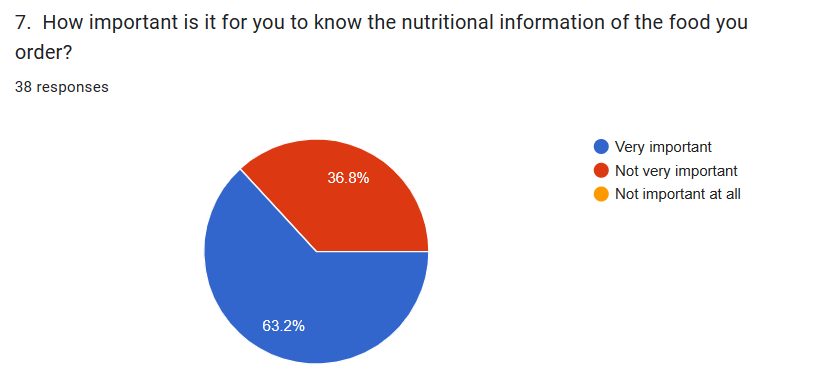 7. How important is it for you to know the nutritional information of the food you
order?
38 responses
Very important
Not very important
Not important at all
36.8%
63.2%